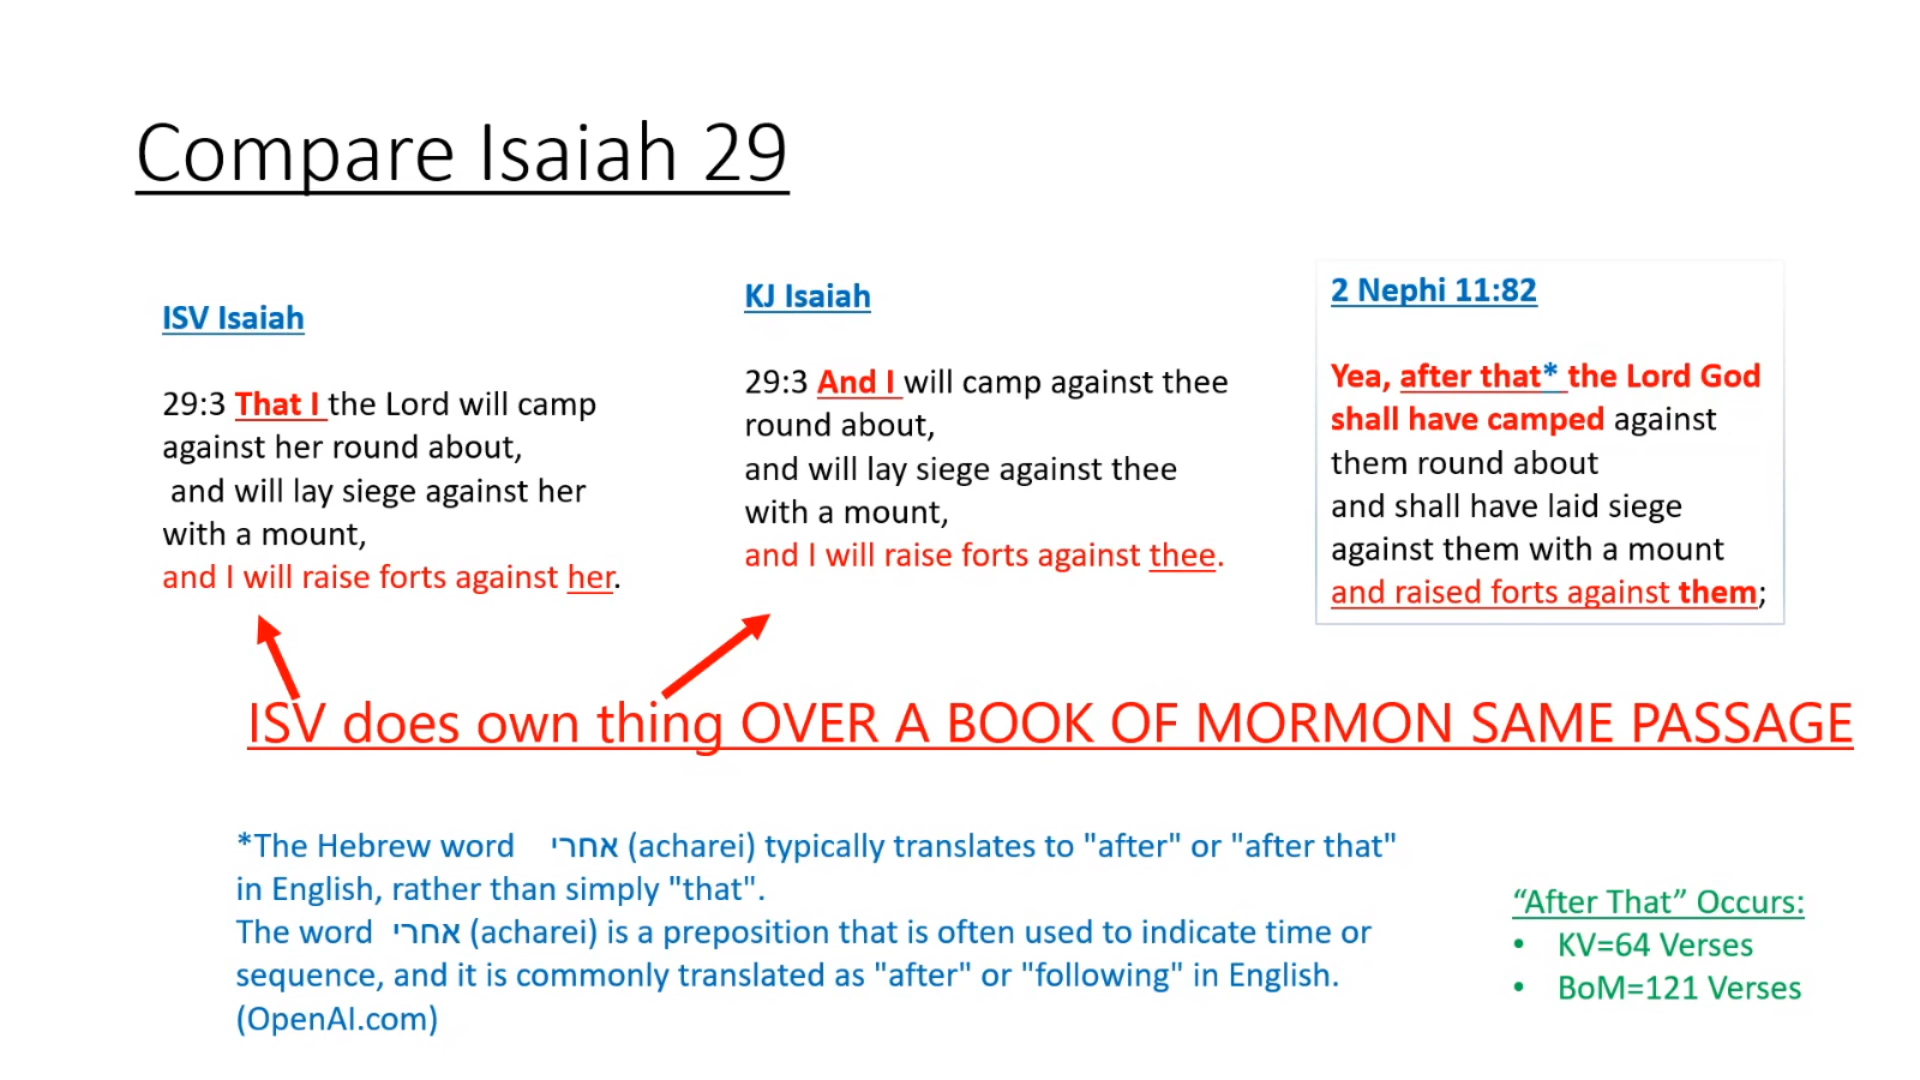 Compare Isaiah 29
ISV Isaiah
29:3 That I the Lord will camp
against her round about,
and will lay siege against her
with a mount,
and I will raise forts against her.
KJ Isaiah
29:3 And I will camp against thee
round about,
and will lay siege against thee
with a mount,
and I will raise forts against thee.
2 Nephi 11:82
Yea, after that* the Lord God
shall have camped against
them round about
and shall have laid siege
against them with a mount
and raised forts against them;
ISV does own thing OVER A BOOK OF MORMON SAME PASSAGE
*The Hebrew word אחרי (acharei) typically translates to "after" or "after that"
in English, rather than simply "that".
The word אחרי (acharei) is a preposition that is often used to indicate time or
sequence, and it is commonly translated as "after" or "following" in English.
(OpenAI.com)
“After That” Occurs:
• KV=64 Verses
• BoM=121 Verses